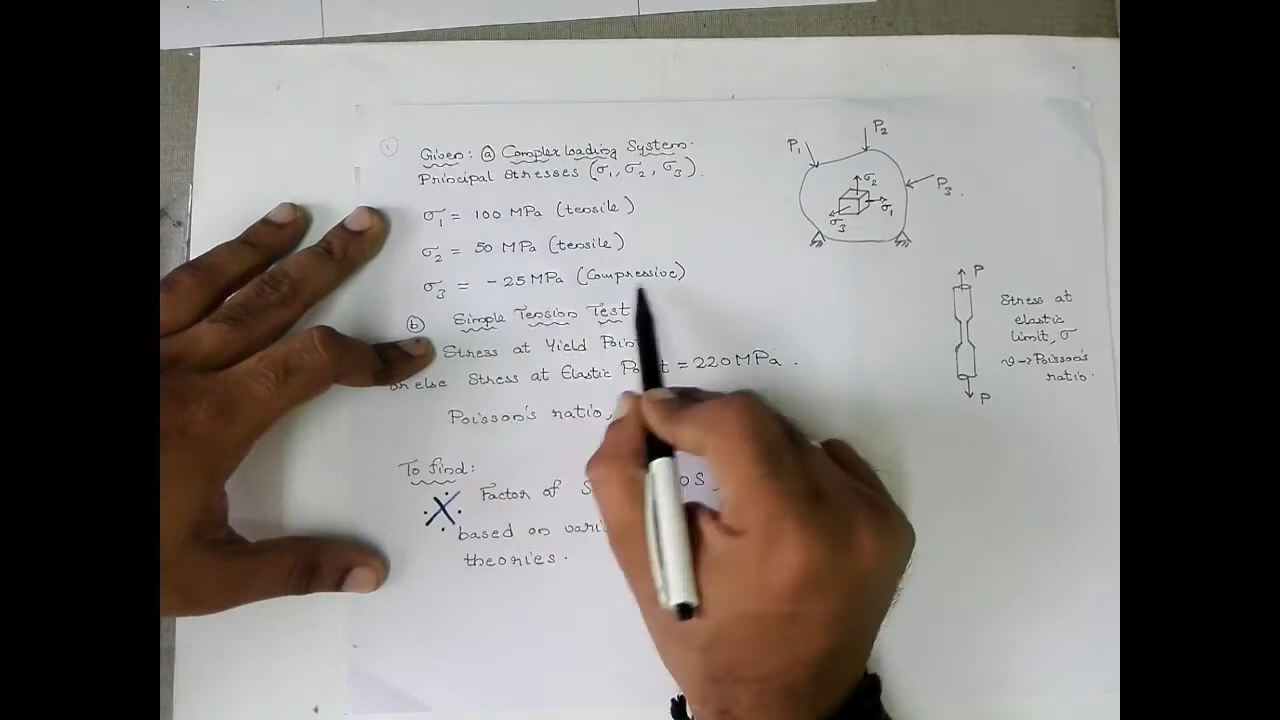 Given: ⓐ Complex loading System.
Principal Stresses (σ1, σ2, σ3).
σ1 = 100 MPa (tensile)
σ2 = 50 MPa (tensile)
σ3 = -25 MPa (Compressive)
ⓑ Simple Tension Test
Stress at Yield
or else Stress at Elastic = 220 MPa.
Poisson's ratio,
To find:
Factor of
based on
theories.
P1
P2
P3
σ2
σ1
σ3
P
Stress at
elastic
limit, σ
ν → Poisson's
ratio.
P